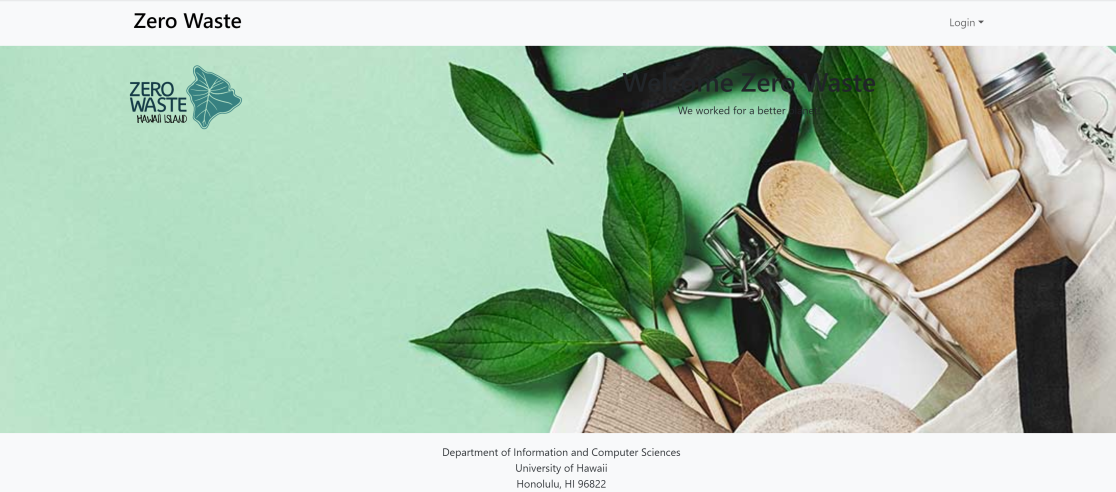 Zero Waste
Login
ZERO
WASTE
HAWAII ISLAND
Welcome Zero Waste
We worked for a better
Department of Information and Computer Sciences
University of Hawaii
Honolulu, HI 96822